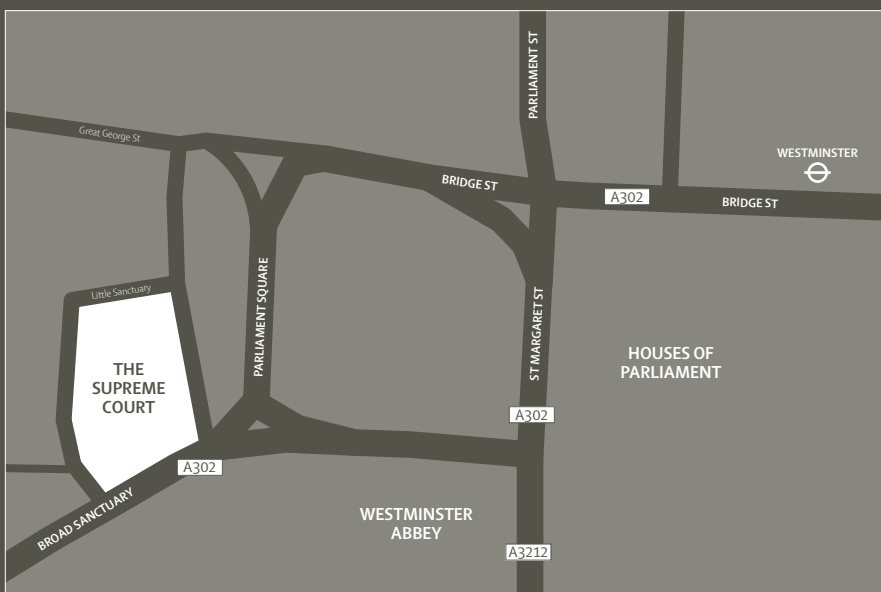 PARLIAMENT ST
Great George St
WESTMINSTER
BRIDGE ST
A302
BRIDGE ST
Little Sanctuary
PARLIAMENT SQUARE
ST MARGARET ST
HOUSES OF
PARLIAMENT
THE
SUPREME
COURT
A302
A302
BROAD SANCTUARY
WESTMINSTER
ABBEY
A3212